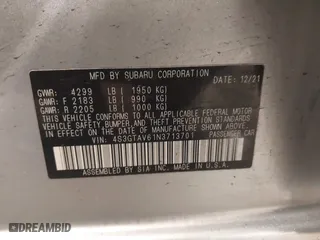 MFD BY SUBARU CORPORATION 12/21
GVWR: 4299 LB (1950 KG)
GAWR: F 2183 LB (990 KG)
GAWR: R 2205 LB (1000 KG)
THIS VEHICLE CONFORMS TO ALL APPLICABLE FEDERAL MOTOR
VEHICLE SAFETY, BUMPER, AND THEFT PREVENTION STANDARDS
IN EFFECT ON THE DATE OF MANUFACTURE SHOWN ABOVE.
VIN: 4S3GTAV61N3713701 PASSENGER CAR
ASSEMBLED BY SIA INC. MADE IN U.S.A.
DREAMBID